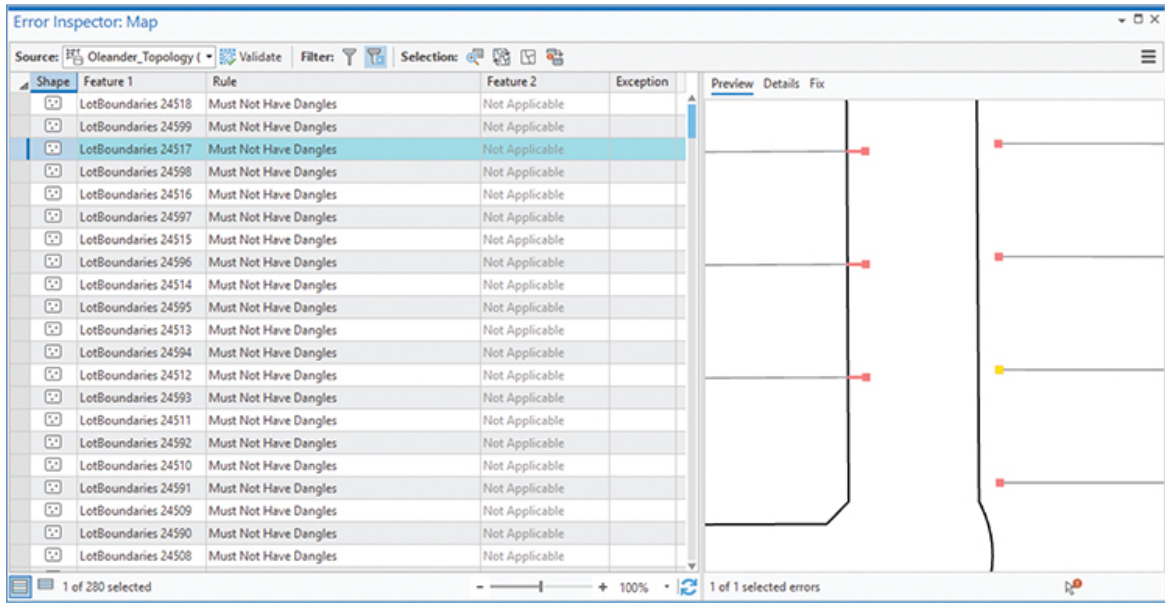 Error Inspector: Map
Source: Oleander_Topology ( Validate Filter: Selection:
Shape Feature 1 Rule Feature 2 Exception
LotBoundaries 24518 Must Not Have Dangles Not Applicable
LotBoundaries 24599 Must Not Have Dangles Not Applicable
LotBoundaries 24517 Must Not Have Dangles Not Applicable
LotBoundaries 24598 Must Not Have Dangles Not Applicable
LotBoundaries 24516 Must Not Have Dangles Not Applicable
LotBoundaries 24597 Must Not Have Dangles Not Applicable
LotBoundaries 24515 Must Not Have Dangles Not Applicable
LotBoundaries 24596 Must Not Have Dangles Not Applicable
LotBoundaries 24514 Must Not Have Dangles Not Applicable
LotBoundaries 24595 Must Not Have Dangles Not Applicable
LotBoundaries 24513 Must Not Have Dangles Not Applicable
LotBoundaries 24594 Must Not Have Dangles Not Applicable
LotBoundaries 24512 Must Not Have Dangles Not Applicable
LotBoundaries 24593 Must Not Have Dangles Not Applicable
LotBoundaries 24511 Must Not Have Dangles Not Applicable
LotBoundaries 24592 Must Not Have Dangles Not Applicable
LotBoundaries 24510 Must Not Have Dangles Not Applicable
LotBoundaries 24591 Must Not Have Dangles Not Applicable
LotBoundaries 24509 Must Not Have Dangles Not Applicable
LotBoundaries 24590 Must Not Have Dangles Not Applicable
LotBoundaries 24508 Must Not Have Dangles Not Applicable
1 of 280 selected - + 100%
Preview Details Fix
1 of 1 selected errors